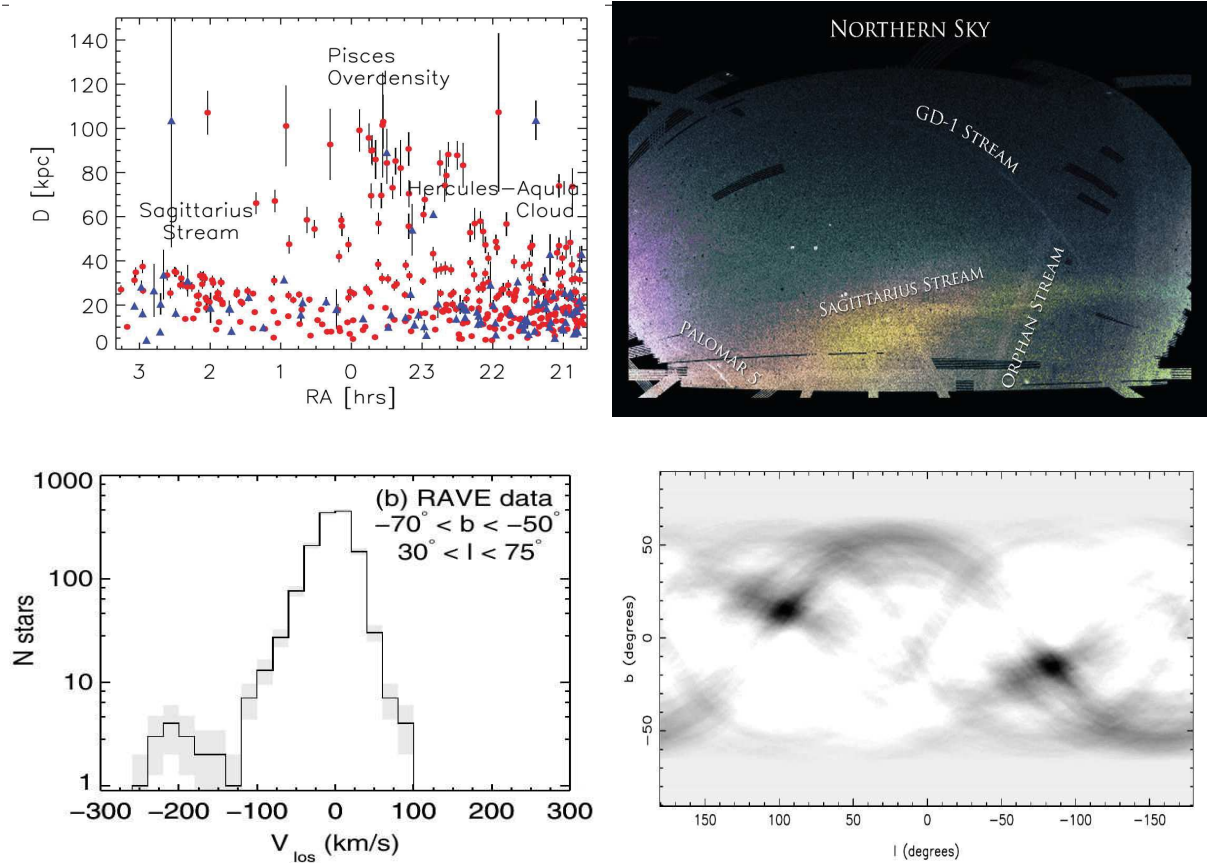 140
120
100
80
60
40
20
0
D [kpc]
Pisces
Overdensity
Hercules-Aquila
Cloud
Sagittarius
Stream
3 2 1 0 23 22 21
RA [hrs]
NORTHERN SKY
GD-1 STREAM
SAGITTARIUS STREAM
ORPHAN STREAM
PALOMAR 5
1000
100
10
1
N stars
(b) RAVE data
−70° < b < −50°
30° < l < 75°
−300 −200 −100 0 100 200 300
V los (km/s)
50
0
−50
b (degrees)
150 100 50 0 −50 −100 −150
l (degrees)